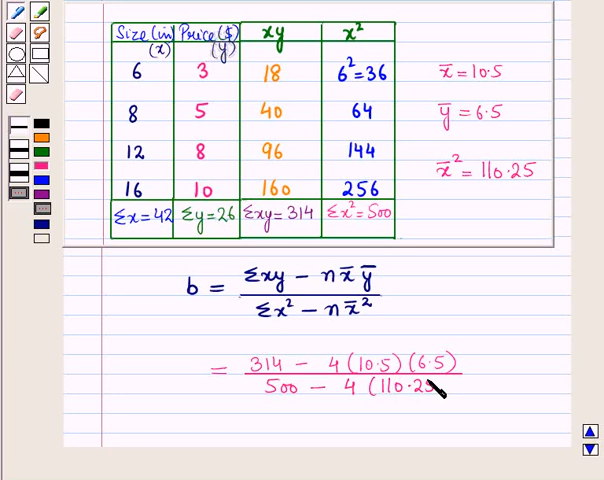 Size(in) (x) Price($) (y) xy x²
6 3 18 6²=36
8 5 40 64
12 8 96 144
16 10 160 256
Σx=42 Σy=26 Σxy=314 Σx²=500
x̄=10.5
ȳ=6.5
x̄²=110.25
b = Σxy - n x̄ ȳ
Σx² - n x̄²
= 314 - 4(10.5)(6.5)
500 - 4(110.25